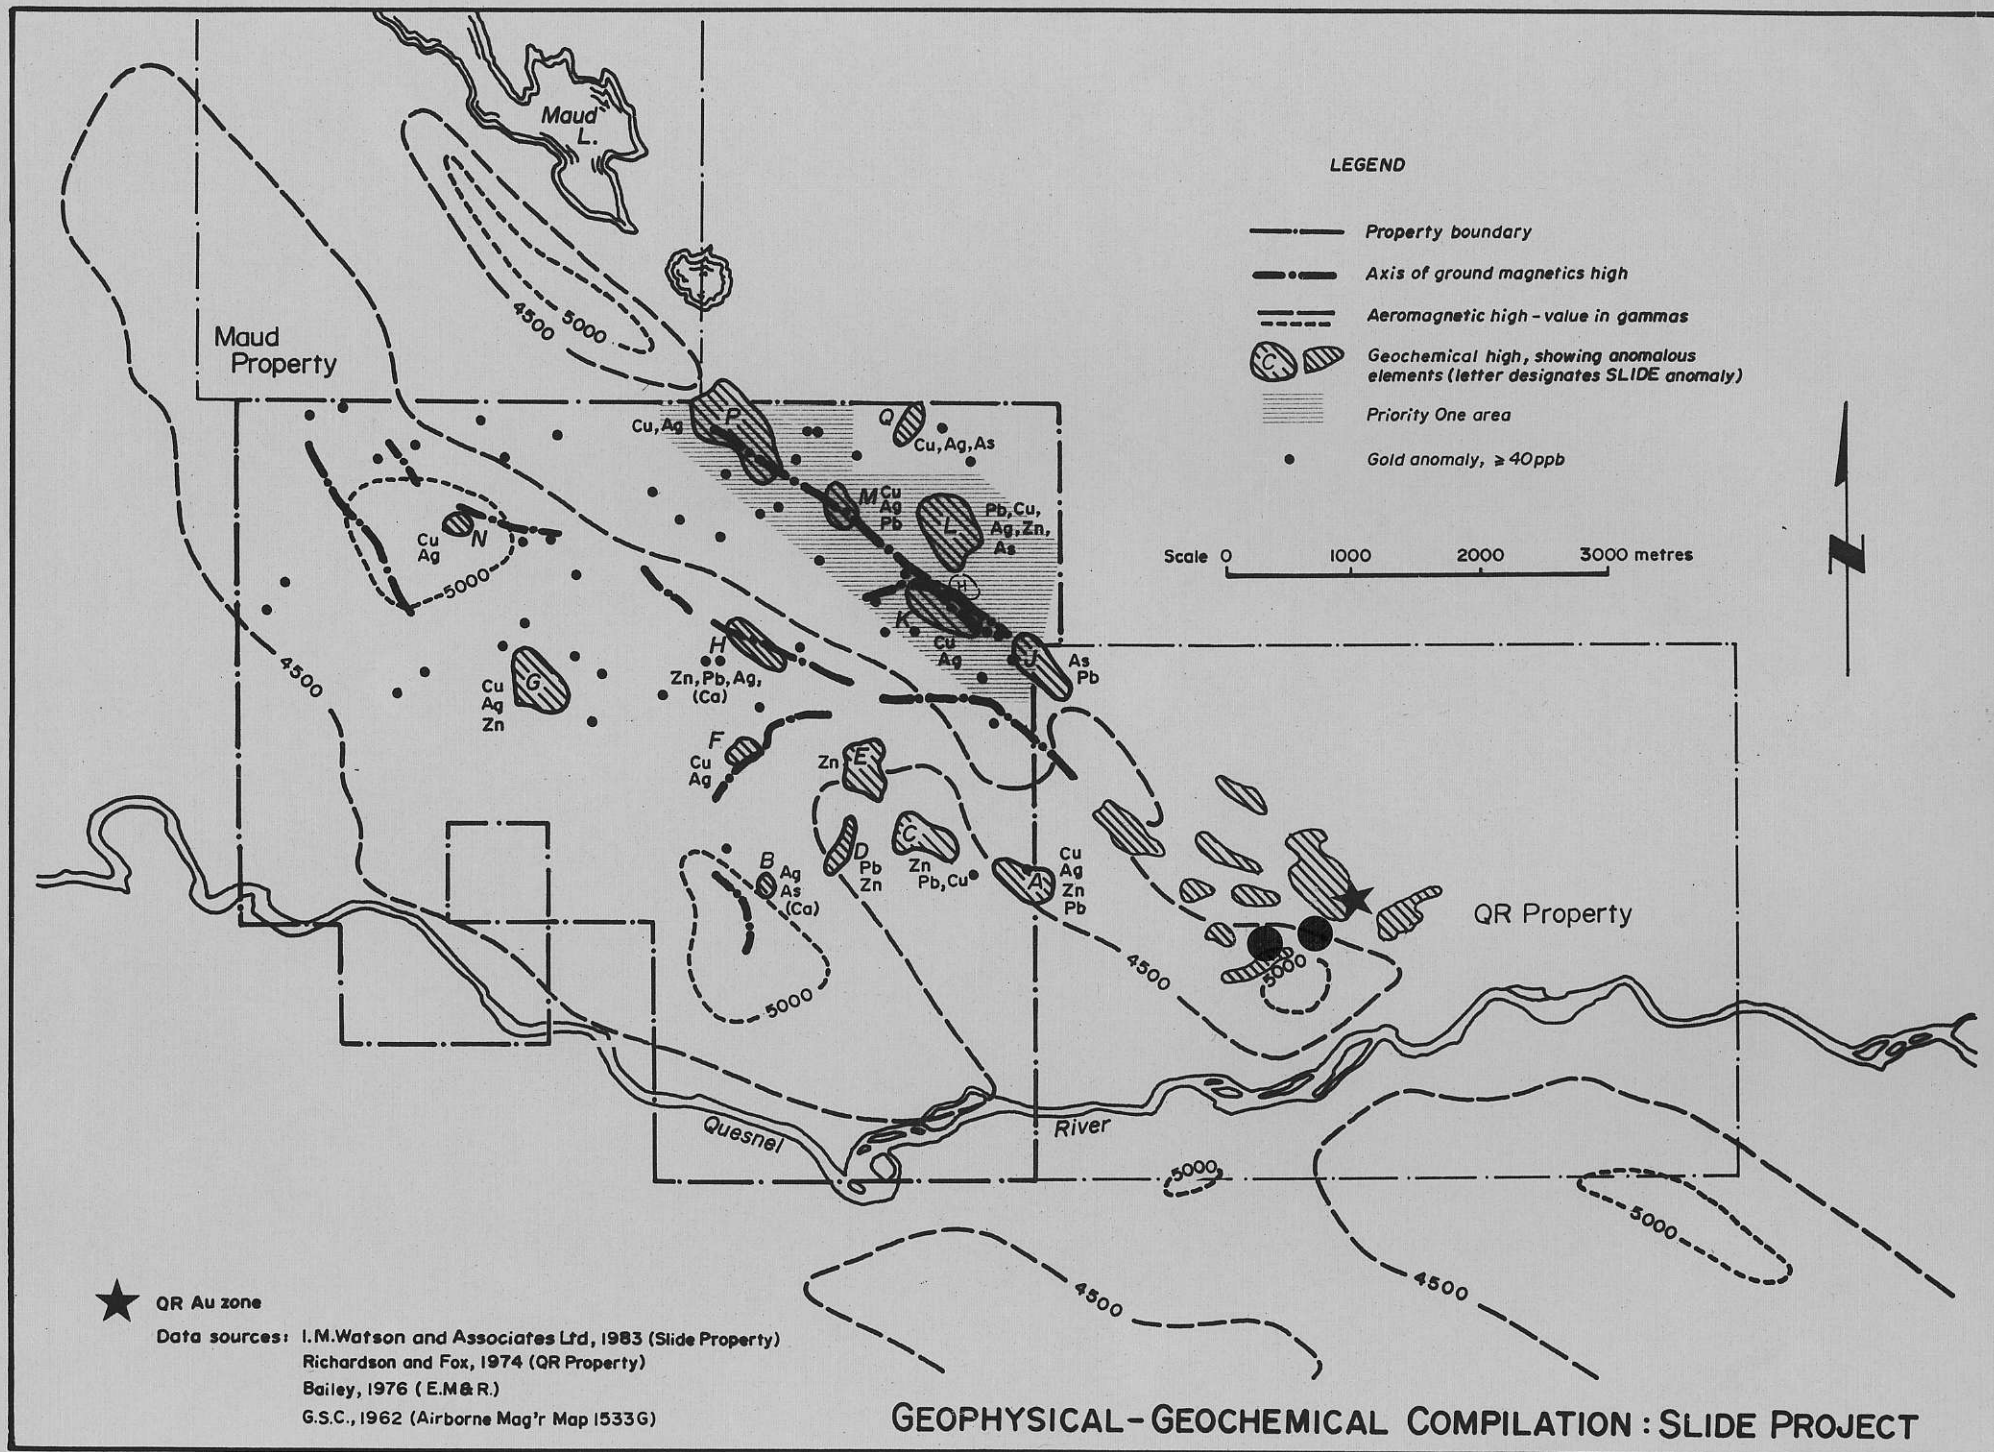 Maud
L.
LEGEND
Property boundary
Axis of ground magnetics high
Aeromagnetic high - value in gammas
C
Geochemical high, showing anomalous
elements (letter designates SLIDE anomaly)
Priority One area
Gold anomaly, ≥ 40 ppb
4500
5000
Maud
Property
P
Cu, Ag
Q
Cu, Ag, As
M
Cu
Ag
Pb
L
Pb, Cu,
Ag, Zn,
As
Cu
Ag
N
5000
Scale 0 1000 2000 3000 metres
H
K
Cu
Ag
J
As
Pb
H
Zn, Pb, Ag,
(Ca)
4500
G
Cu
Ag
Zn
F
Cu
Ag
E
Zn
D
Pb
Zn
C
Zn
Pb, Cu
B
Ag
As
(Ca)
A
Cu
Ag
Zn
Pb
QR Property
5000
4500
5000
Quesnel
River
5000
5000
4500
4500
QR Au zone
Data sources: I.M.Watson and Associates Ltd, 1983 (Slide Property)
Richardson and Fox, 1974 (QR Property)
Bailey, 1976 (E.M&R.)
G.S.C., 1962 (Airborne Mag'r Map 1533G)
GEOPHYSICAL-GEOCHEMICAL COMPILATION : SLIDE PROJECT